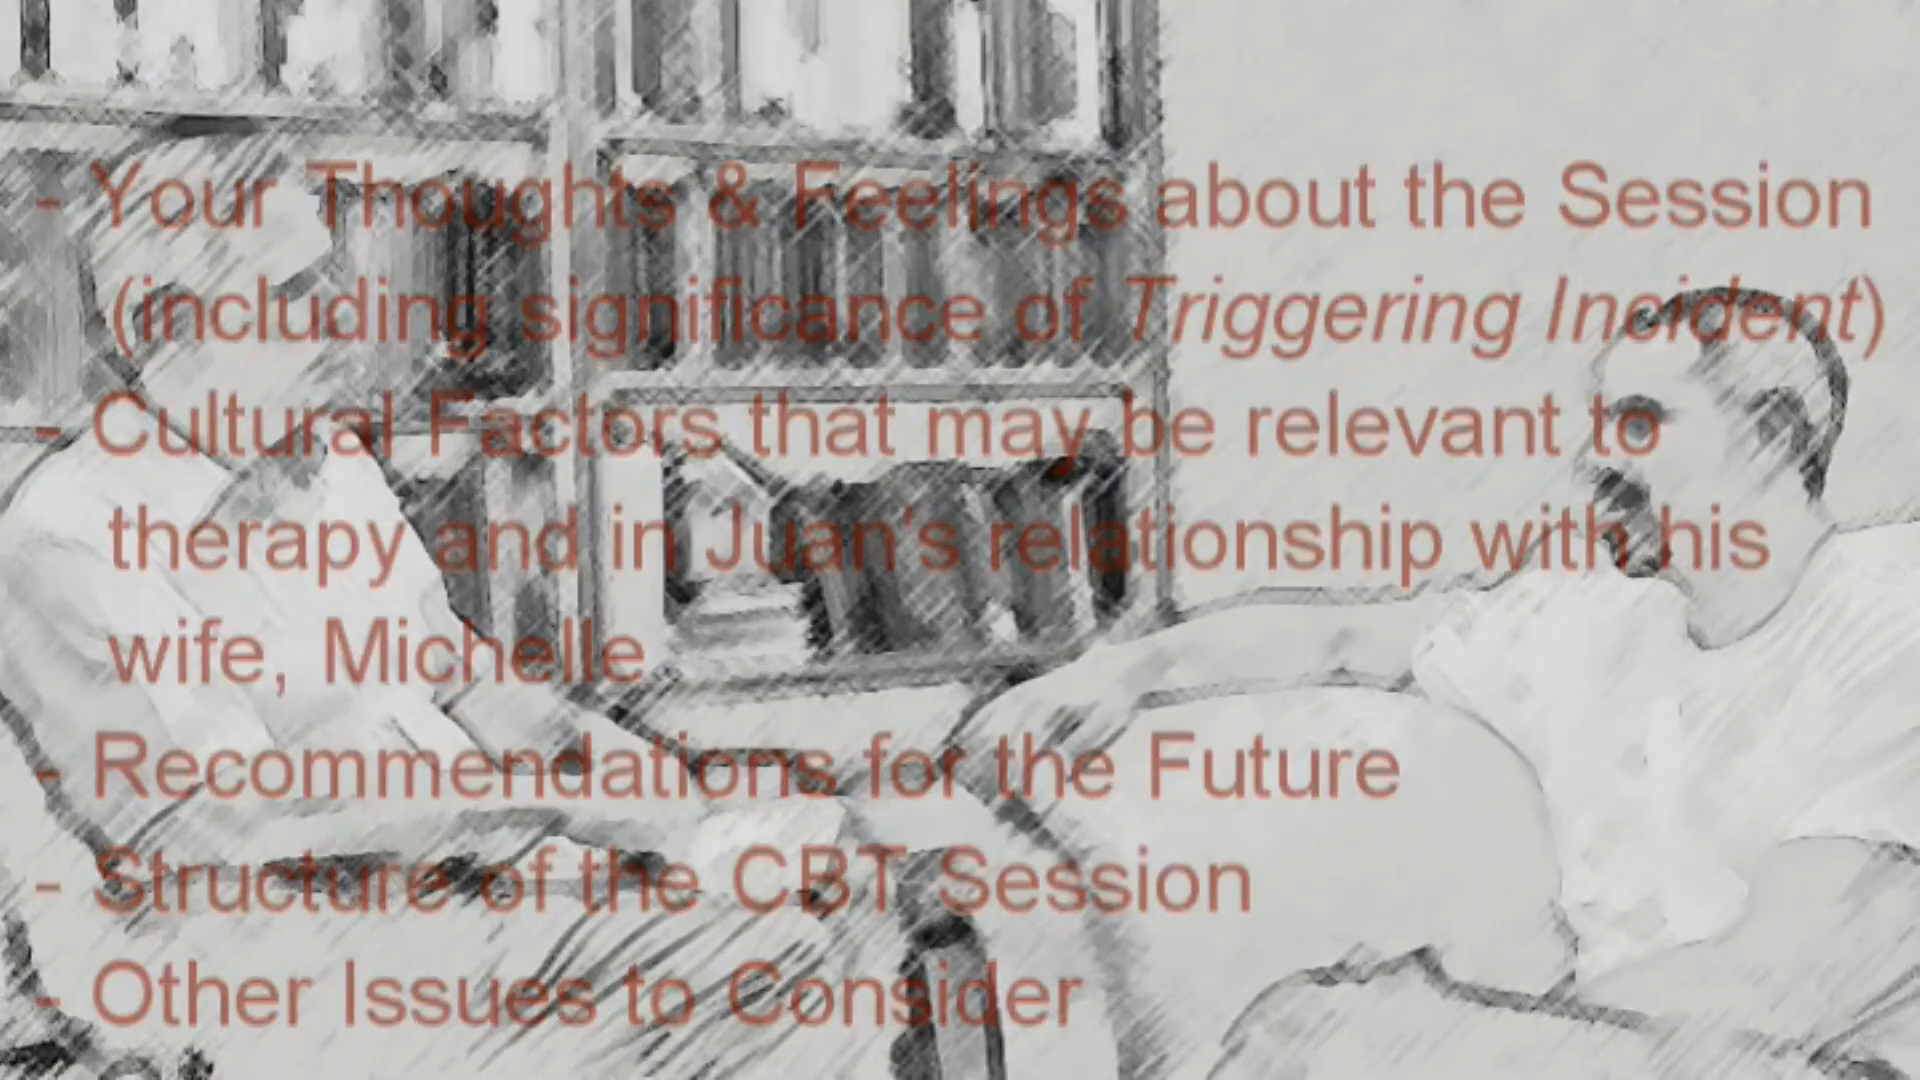 - Your Thoughts & Feelings about the Session
(including significance of Triggering Incident)
- Cultural Factors that may be relevant to
therapy and in Juan's relationship with his
wife, Michelle
- Recommendations for the Future
- Structure of the CBT Session
- Other Issues to Consider